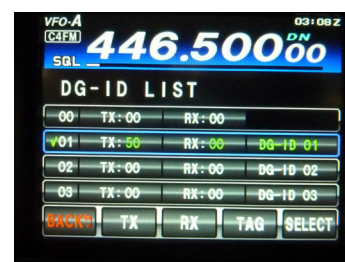 VFO-A 03:08Z
C4FM 446.50000 DN
SQL
DG-ID LIST
00 TX:00 RX:00
√01 TX:50 RX:00 DG-ID 01
02 TX:00 RX:00 DG-ID 02
03 TX:00 RX:00 DG-ID 03
BACK TX RX TAG SELECT